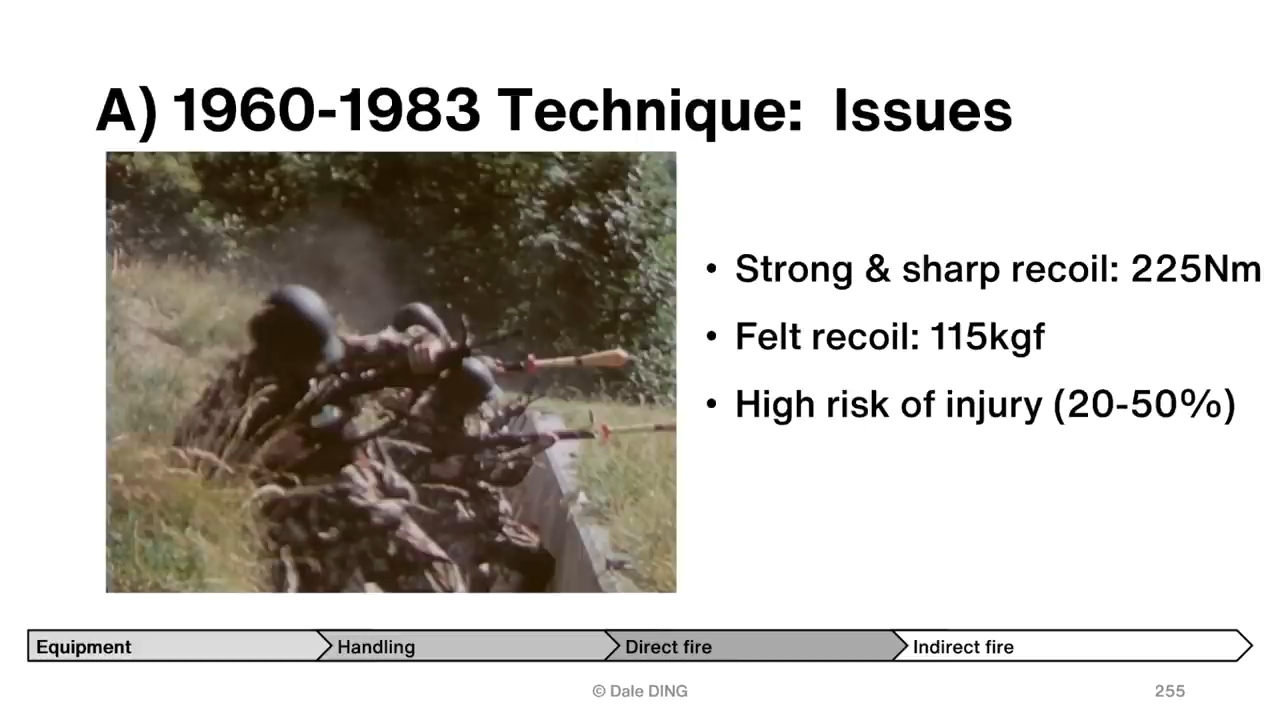 A) 1960-1983 Technique:  Issues
• Strong & sharp recoil: 225Nm
• Felt recoil: 115kgf
• High risk of injury (20-50%)
Equipment
Handling
Direct fire
Indirect fire
© Dale DING
255